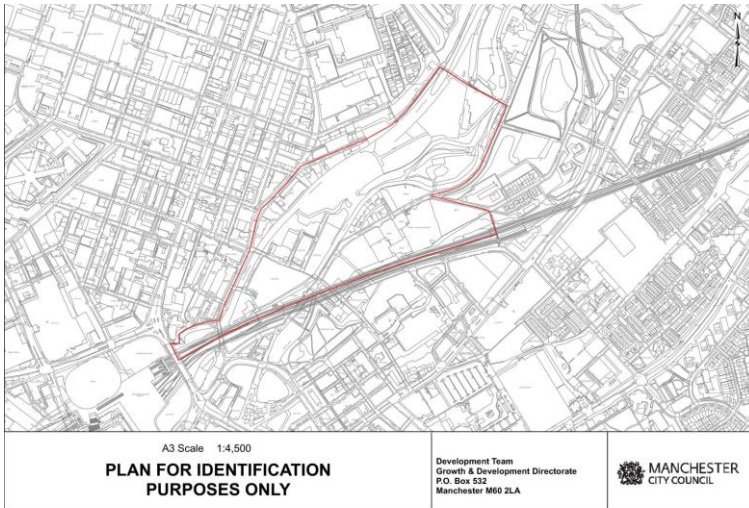 N
A3 Scale 1:4,500
PLAN FOR IDENTIFICATION
PURPOSES ONLY
Development Team
Growth & Development Directorate
P.O. Box 532
Manchester M60 2LA
MANCHESTER
CITY COUNCIL